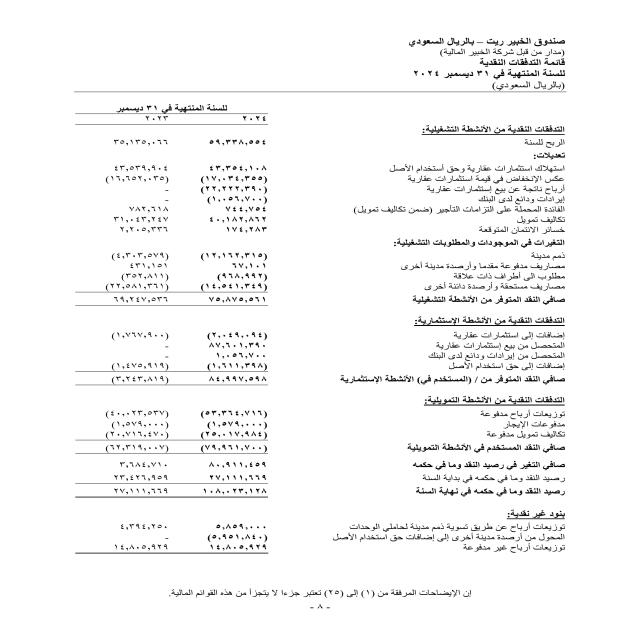 صندوق الخبير ريت – بالريال السعودي
(مدار من قبل شركة الخبير المالية)
قائمة التدفقات النقدية
للسنة المنتهية في ٣١ ديسمبر ٢٠٢٤
(بالريال السعودي)
للسنة المنتهية في ٣١ ديسمبر
٢٠٢٤ ٢٠٢٣
التدفقات النقدية من الأنشطة التشغيلية:
الربح للسنة ٥٩,٣٣٨,٥٥٤ ٣٥,١٣٥,٠٦٦
تعديلات:
استهلاك استثمارات عقارية وحق أستخدام الأصل ٤٣,٣٥٤,١٠٨ ٤٣,٥٣٩,٩٠٤
عكس الإنخفاض في قيمة استثمارات عقارية (١٧,٠٣٤,٣٥٥) (١٦,٦٥٢,٠٣٥)
أرباح ناتجة عن بيع إستثمارات عقارية (٢٢,٢٢٢,٣٩٠) -
إيرادات ودائع لدى البنك (١,٠٥٦,٧٠٠) -
الفائدة المحملة على التزامات التأجير (ضمن تكاليف تمويل) ٧٤٤,٧٥٤ ٧٨٢,٦١٨
تكاليف تمويل ٤٠,١٨٢,٨٦٢ ٣١,٠٤٣,٢٤٧
خسائر الائتمان المتوقعة ١٧٤,٢٨٣ ٢,٢٠٥,٣٣٦
التغيرات في الموجودات والمطلوبات التشغيلية:
ذمم مدينة (١٢,١٦٢,٣١٥) (٤,٣٠٣,٥٧٩)
مصاريف مدفوعة مقدما وأرصدة مدينة أخرى ٦٧,١٠١ ٤٣١,١٥١
مطلوب الى أطراف ذات علاقة (٩٦٨,٩٩٢) (٣٥٢,٨١١)
مصاريف مستحقة وأرصدة دائنة أخرى (١٤,٥٤١,٣٤٩) (٢٢,٥٨١,٣٦١)
صافي النقد المتوفر من الأنشطة التشغيلية ٧٥,٨٧٥,٥٦١ ٦٩,٢٤٧,٥٣٦
التدفقات النقدية من الأنشطة الإستثمارية:
إضافات إلى استثمارات عقارية (٢,٠٤٩,٠٩٤) (١,٧٦٧,٩٠٠)
المتحصل من بيع إستثمارات عقارية ٨٧,٦٠١,٣٩٠ -
المتحصل من إيرادات ودائع لدى البنك ١,٠٥٦,٧٠٠ -
إضافات إلى حق استخدام الأصل (١,٦١١,٣٩٨) (١,٤٧٥,٩١٩)
صافي النقد المتوفر من / (المستخدم في) الأنشطة الإستثمارية ٨٤,٩٩٧,٥٩٨ (٣,٢٤٣,٨١٩)
التدفقات النقدية من الأنشطة التمويلية:
توزيعات أرباح مدفوعة (٥٣,٣٦٤,٧١٦) (٤٠,٠٢٣,٥٣٧)
مدفوعات الإيجار (١,٥٧٩,٠٠٠) (١,٥٧٩,٠٠٠)
تكاليف تمويل مدفوعة (٢٥,٠١٧,٩٨٤) (٢٠,٧١٦,٤٧٠)
صافي النقد المستخدم في الأنشطة التمويلية (٧٩,٩٦١,٧٠٠) (٦٢,٣١٩,٠٠٧)
صافي التغير في رصيد النقد وما في حكمه ٨٠,٩١١,٤٥٩ ٣,٦٨٤,٧١٠
رصيد النقد وما في حكمه في بداية السنة ٢٧,١١١,٦٦٩ ٢٣,٤٢٦,٩٥٩
رصيد النقد وما في حكمه في نهاية السنة ١٠٨,٠٢٣,١٢٨ ٢٧,١١١,٦٦٩
بنود غير نقدية:
توزيعات أرباح عن طريق تسوية ذمم مدينة لحاملي الوحدات ٥,٨٥٩,٠٠٠ ٤,٣٩٤,٢٥٠
المحول من أرصدة مدينة أخرى إلى إضافات حق استخدام الأصل (٥,٩٥١,٨٤٠) -
توزيعات أرباح غير مدفوعة ١٤,٨٠٥,٩٢٩ ١٤,٨٠٥,٩٢٩
إن الإيضاحات المرفقة من (١) إلى (٢٥) تعتبر جزءا لا يتجزأ من هذه القوائم المالية.
- ٨ -